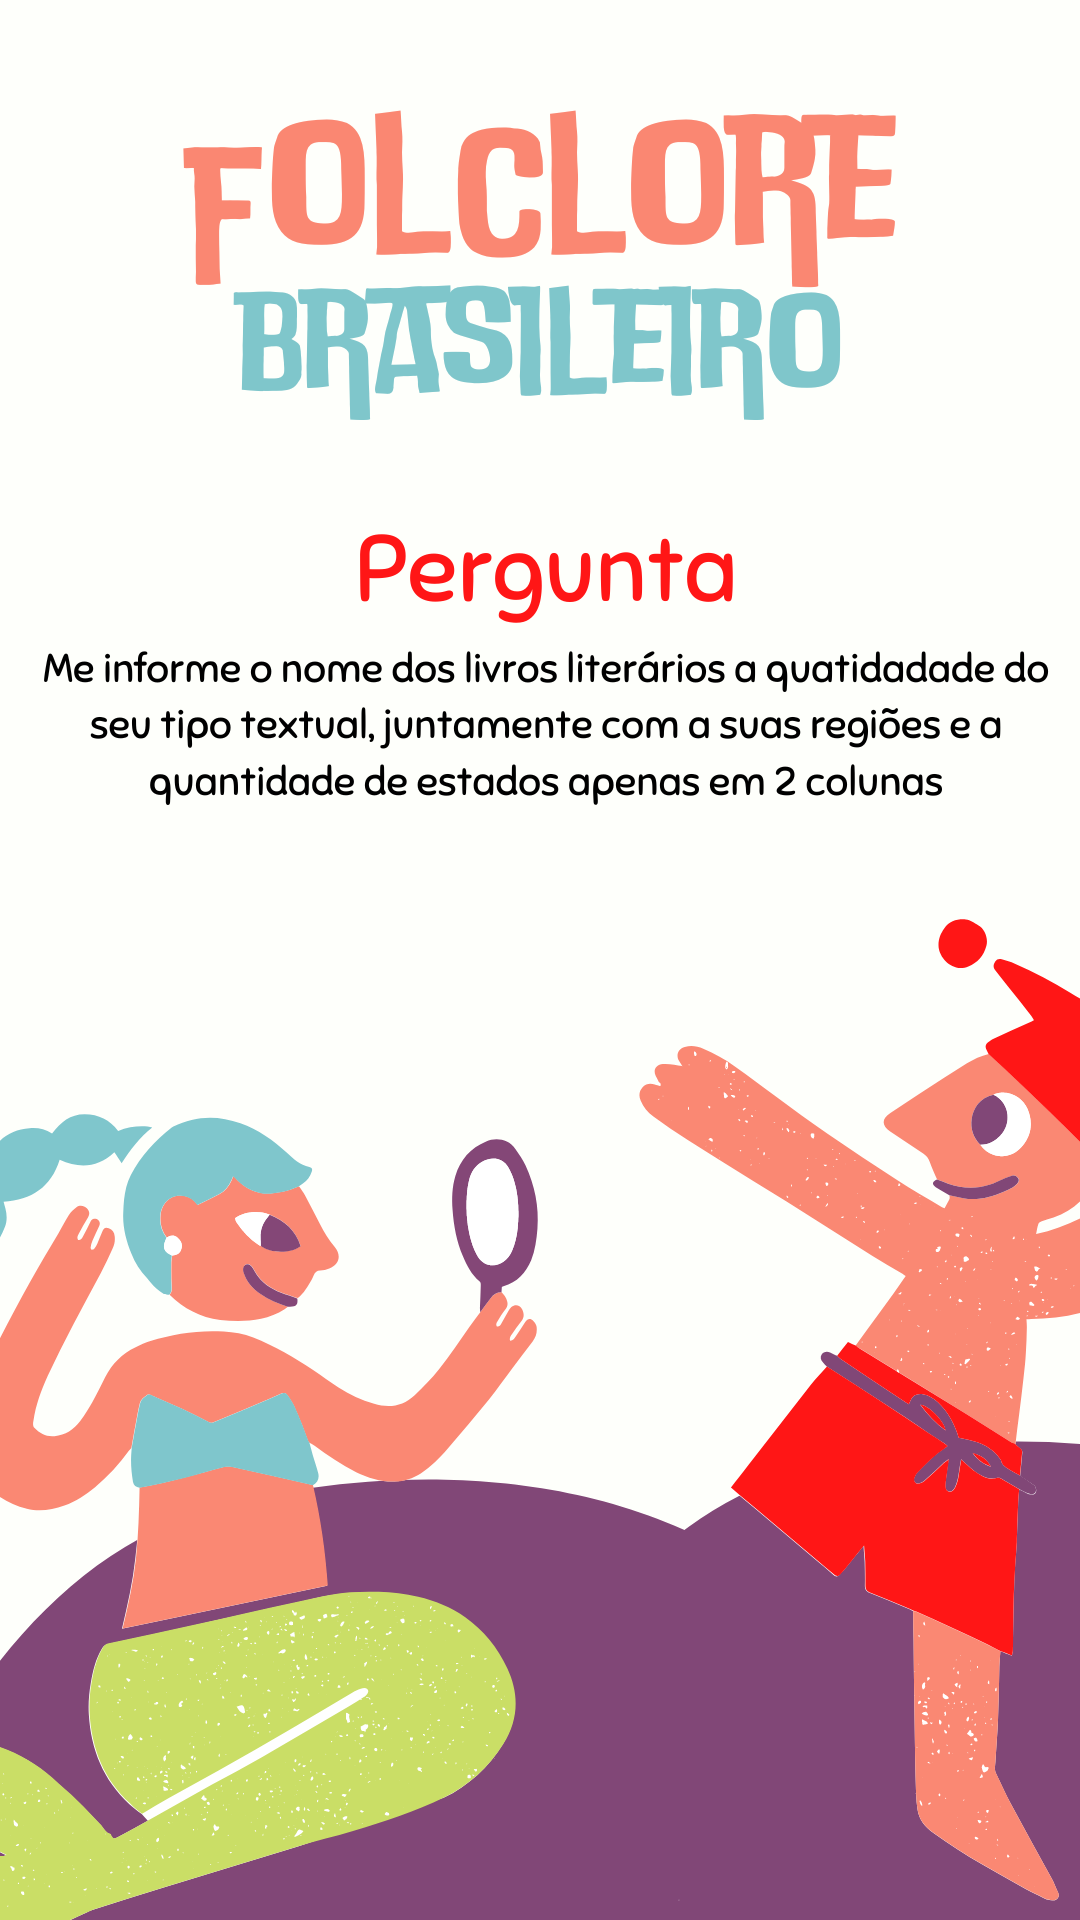 FOLCLORE
BRASILEIRO
Pergunta
Me informe o nome dos livros literários a quatidadade do
seu tipo textual, juntamente com a suas regiões e a
quantidade de estados apenas em 2 colunas